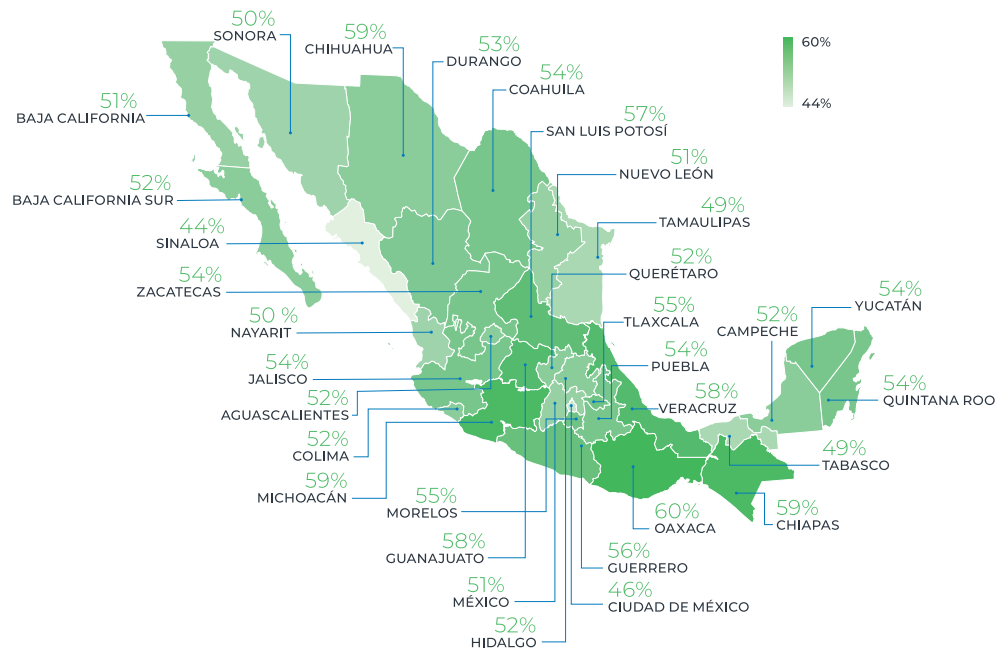 50%
SONORA
59%
CHIHUAHUA
53%
DURANGO
54%
COAHUILA
60%
44%
51%
BAJA CALIFORNIA
57%
SAN LUIS POTOSÍ
51%
NUEVO LEÓN
52%
BAJA CALIFORNIA SUR
49%
TAMAULIPAS
44%
SINALOA
52%
QUERÉTARO
54%
ZACATECAS
55%
TLAXCALA
52%
CAMPECHE
54%
YUCATÁN
50 %
NAYARIT
54%
PUEBLA
54%
JALISCO
54%
QUINTANA ROO
52%
AGUASCALIENTES
58%
VERACRUZ
52%
COLIMA
49%
TABASCO
59%
MICHOACÁN
55%
MORELOS
60%
OAXACA
59%
CHIAPAS
58%
GUANAJUATO
56%
GUERRERO
51%
MÉXICO
46%
CIUDAD DE MÉXICO
52%
HIDALGO